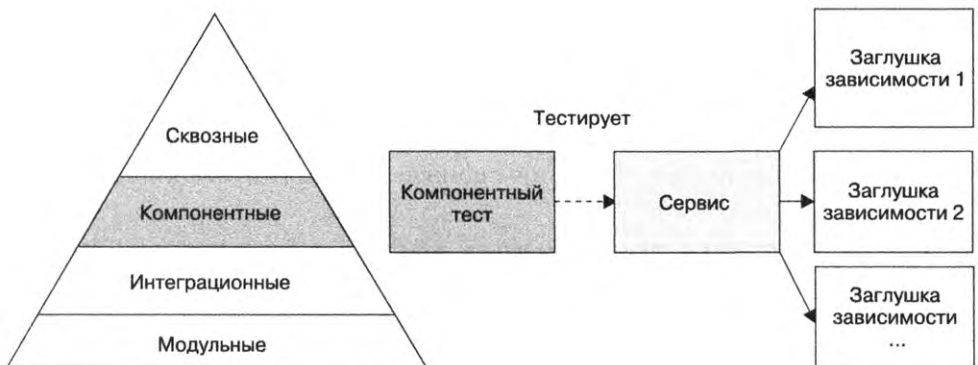 Сквозные
Компонентные
Интеграционные
Модульные
Компонентный
тест
Тестирует
Сервис
Заглушка
зависимости 1
Заглушка
зависимости 2
Заглушка
зависимости
...